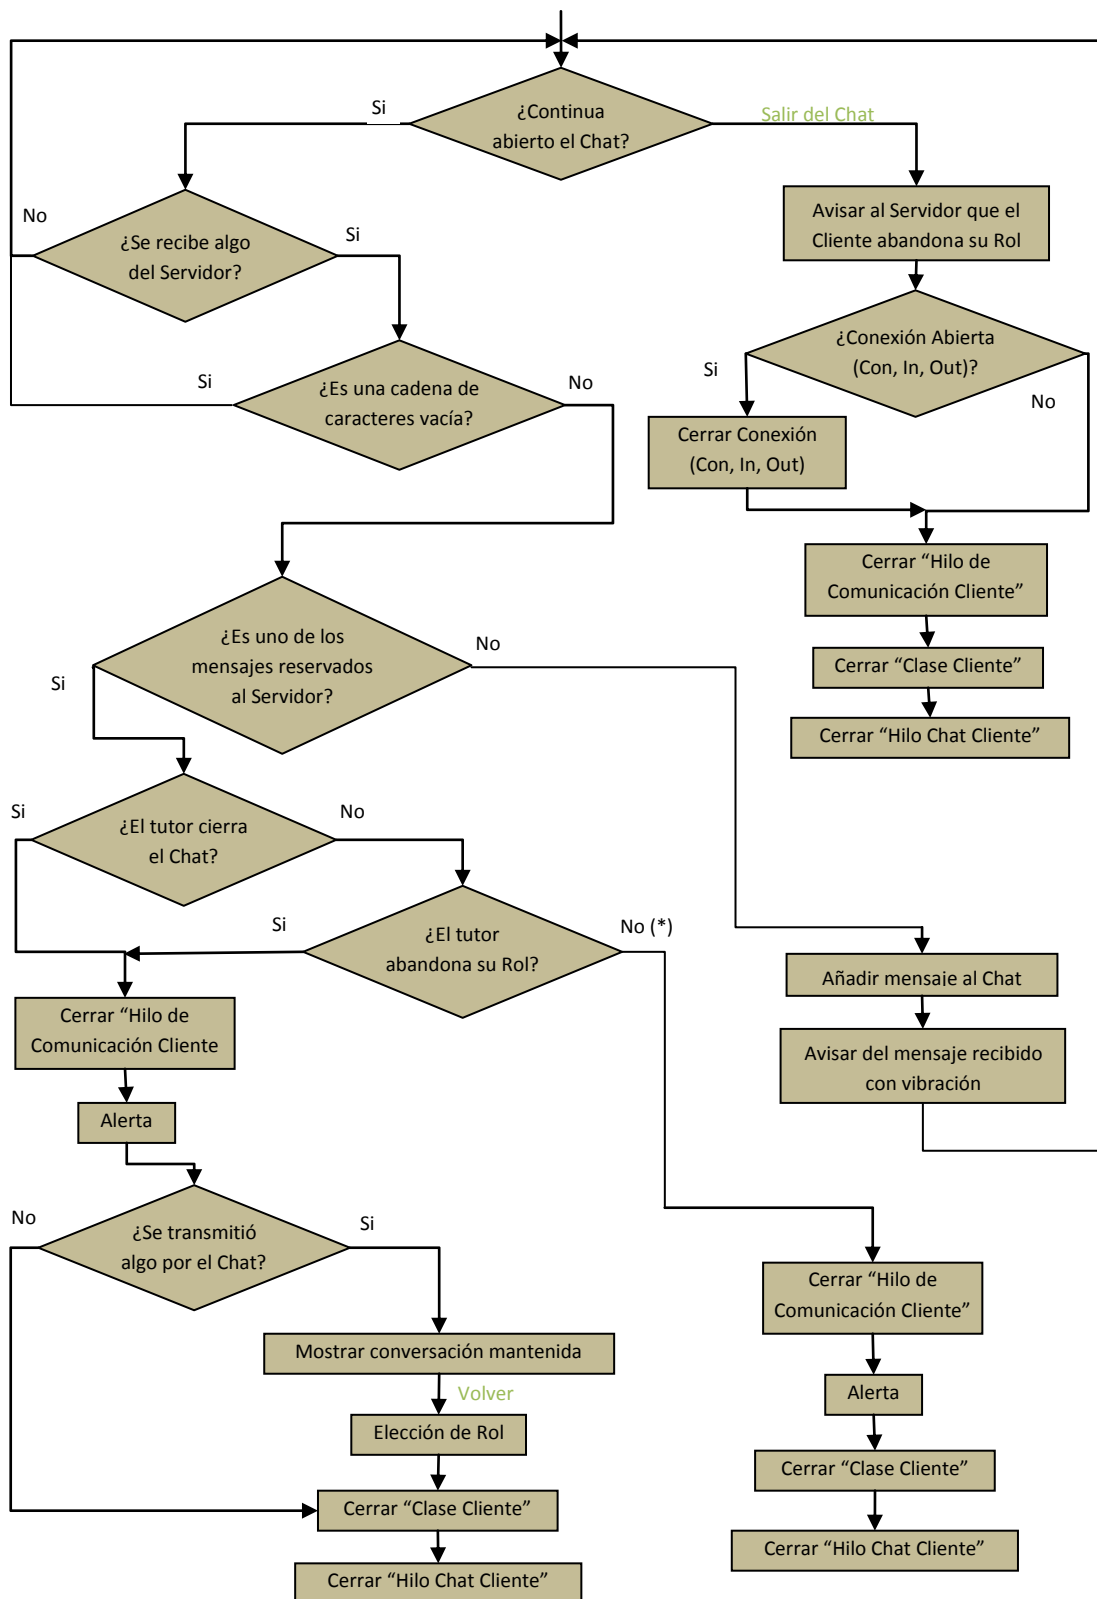 Si
¿Continua
abierto el Chat?
Salir del Chat
No
¿Se recibe algo
del Servidor?
Si
Avisar al Servidor que el
Cliente abandona su Rol
¿Conexión Abierta
(Con, In, Out)?
Si
No
Si
¿Es una cadena de
caracteres vacía?
No
Cerrar Conexión
(Con, In, Out)
Cerrar “Hilo de
Comunicación Cliente”
Cerrar “Clase Cliente”
Cerrar “Hilo Chat Cliente”
¿Es uno de los
mensajes reservados
al Servidor?
No
Si
Si
¿El tutor cierra
el Chat?
No
Si
¿El tutor
abandona su Rol?
No (*)
Añadir mensaje al Chat
Avisar del mensaje recibido
con vibración
Cerrar “Hilo de
Comunicación Cliente
Alerta
No
¿Se transmitió
algo por el Chat?
Si
Mostrar conversación mantenida
Volver
Elección de Rol
Cerrar “Clase Cliente”
Cerrar “Hilo Chat Cliente”
Cerrar “Hilo de
Comunicación Cliente”
Alerta
Cerrar “Clase Cliente”
Cerrar “Hilo Chat Cliente”